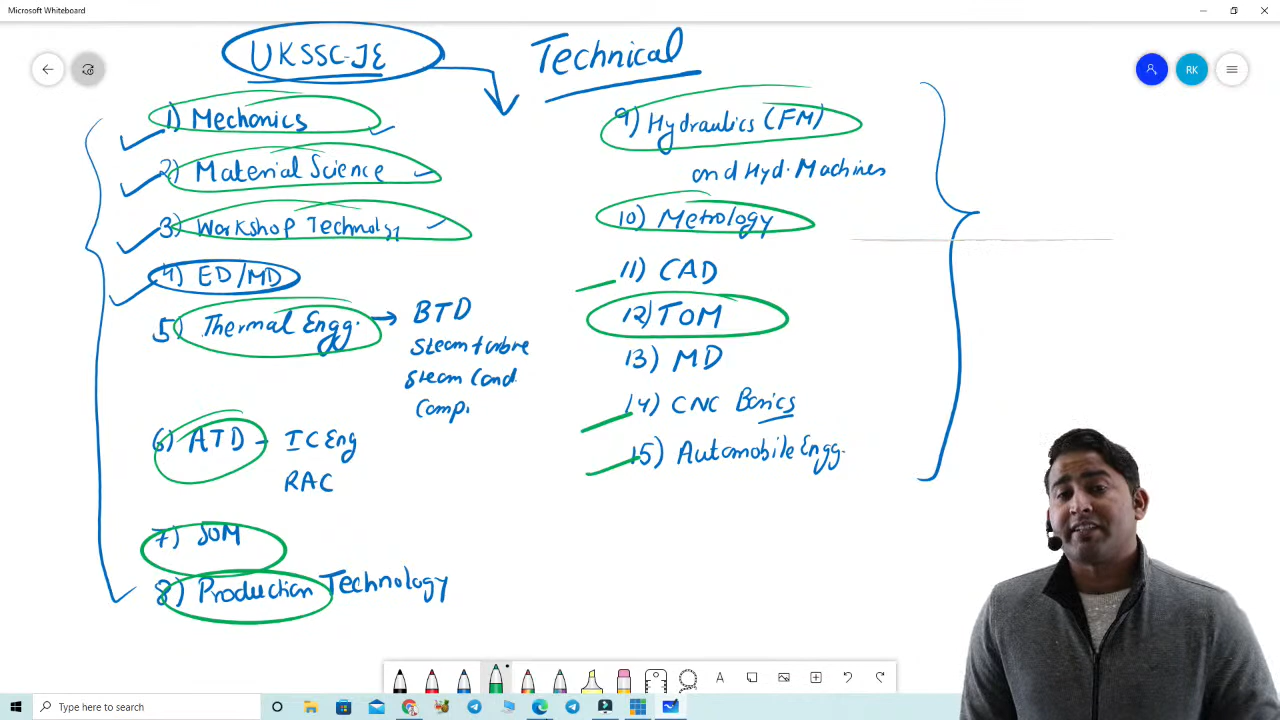 Microsoft Whiteboard
UKSSC-JE
Technical
RK
1) Mechanics
2) Material Science
3) Workshop Technology
4) ED/MD
5) Thermal Engg. → BTD
Steam turbine
Steam Cond.
Comp.
6) ATD - IC Eng
RAC
7) SOM
8) Production Technology
9) Hydraulics (FM)
and Hyd. Machines
10) Metrology
11) CAD
12) TOM
13) MD
14) CNC Basics
15) Automobile Engg.
Type here to search